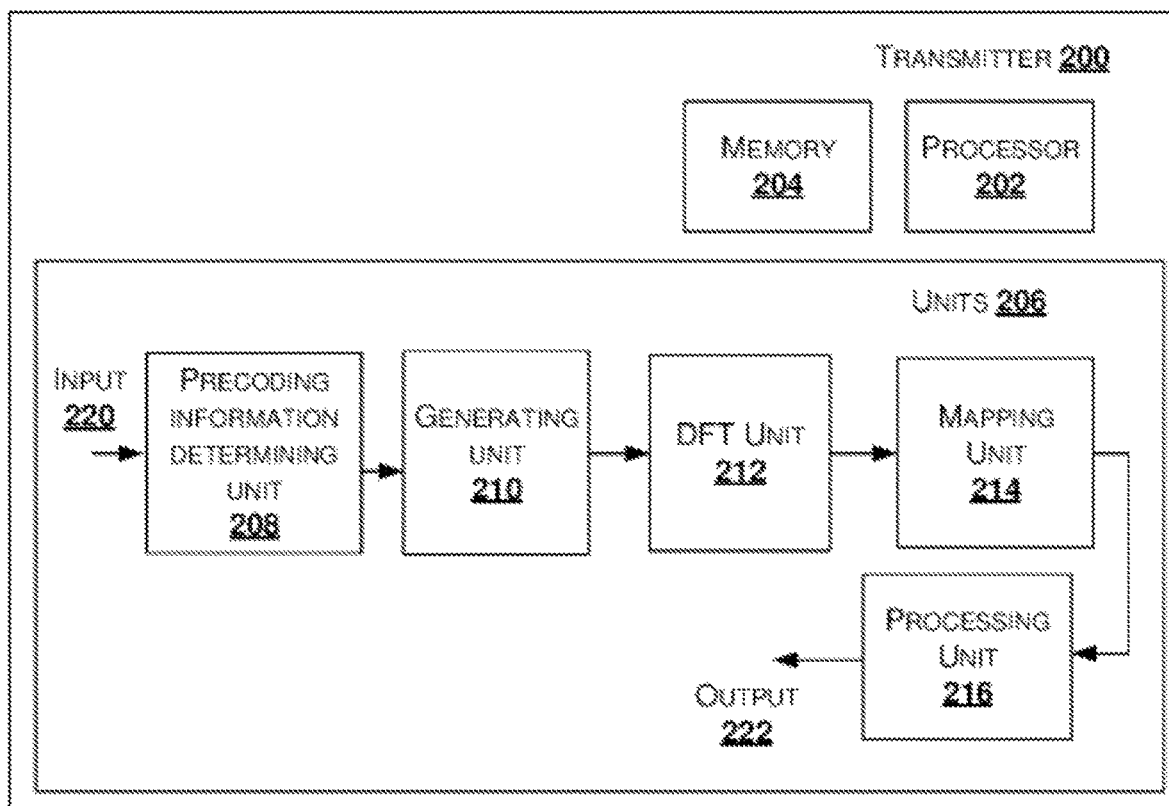 TRANSMITTER 200
MEMORY
204
PROCESSOR
202
UNITS 206
INPUT
220
PRECODING
INFORMATION
DETERMINING
UNIT
208
GENERATING
UNIT
210
DFT UNIT
212
MAPPING
UNIT
214
PROCESSING
UNIT
216
OUTPUT
222